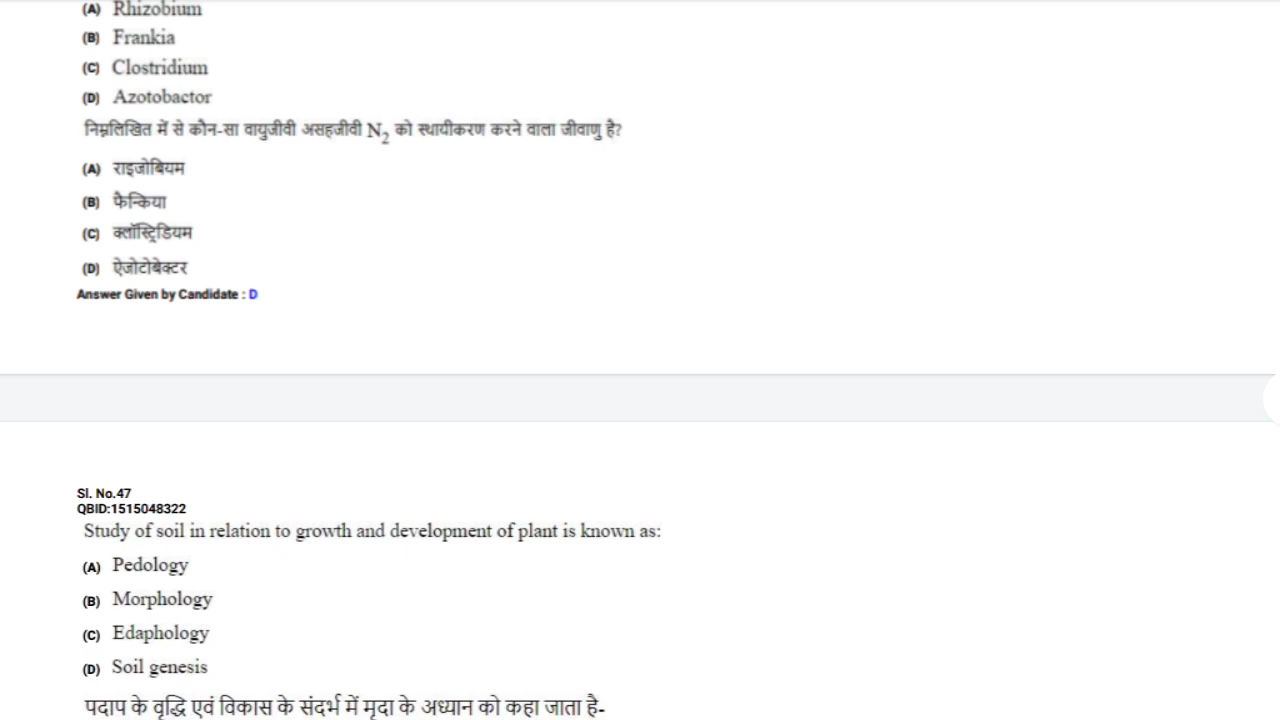 (A) Rhizobium
(B) Frankia
(C) Clostridium
(D) Azotobactor
निम्नलिखित में से कौन-सा वायुजीवी असहजीवी N₂ को स्थायीकरण करने वाला जीवाणु है?
(A) राइजोबियम
(B) फैन्किया
(C) क्लॉस्ट्रिडियम
(D) ऐजोटोबेक्टर
Answer Given by Candidate : D
Sl. No.47
QBID:1515048322
Study of soil in relation to growth and development of plant is known as:
(A) Pedology
(B) Morphology
(C) Edaphology
(D) Soil genesis
पदाप के वृद्धि एवं विकास के संदर्भ में मृदा के अध्यान को कहा जाता है-